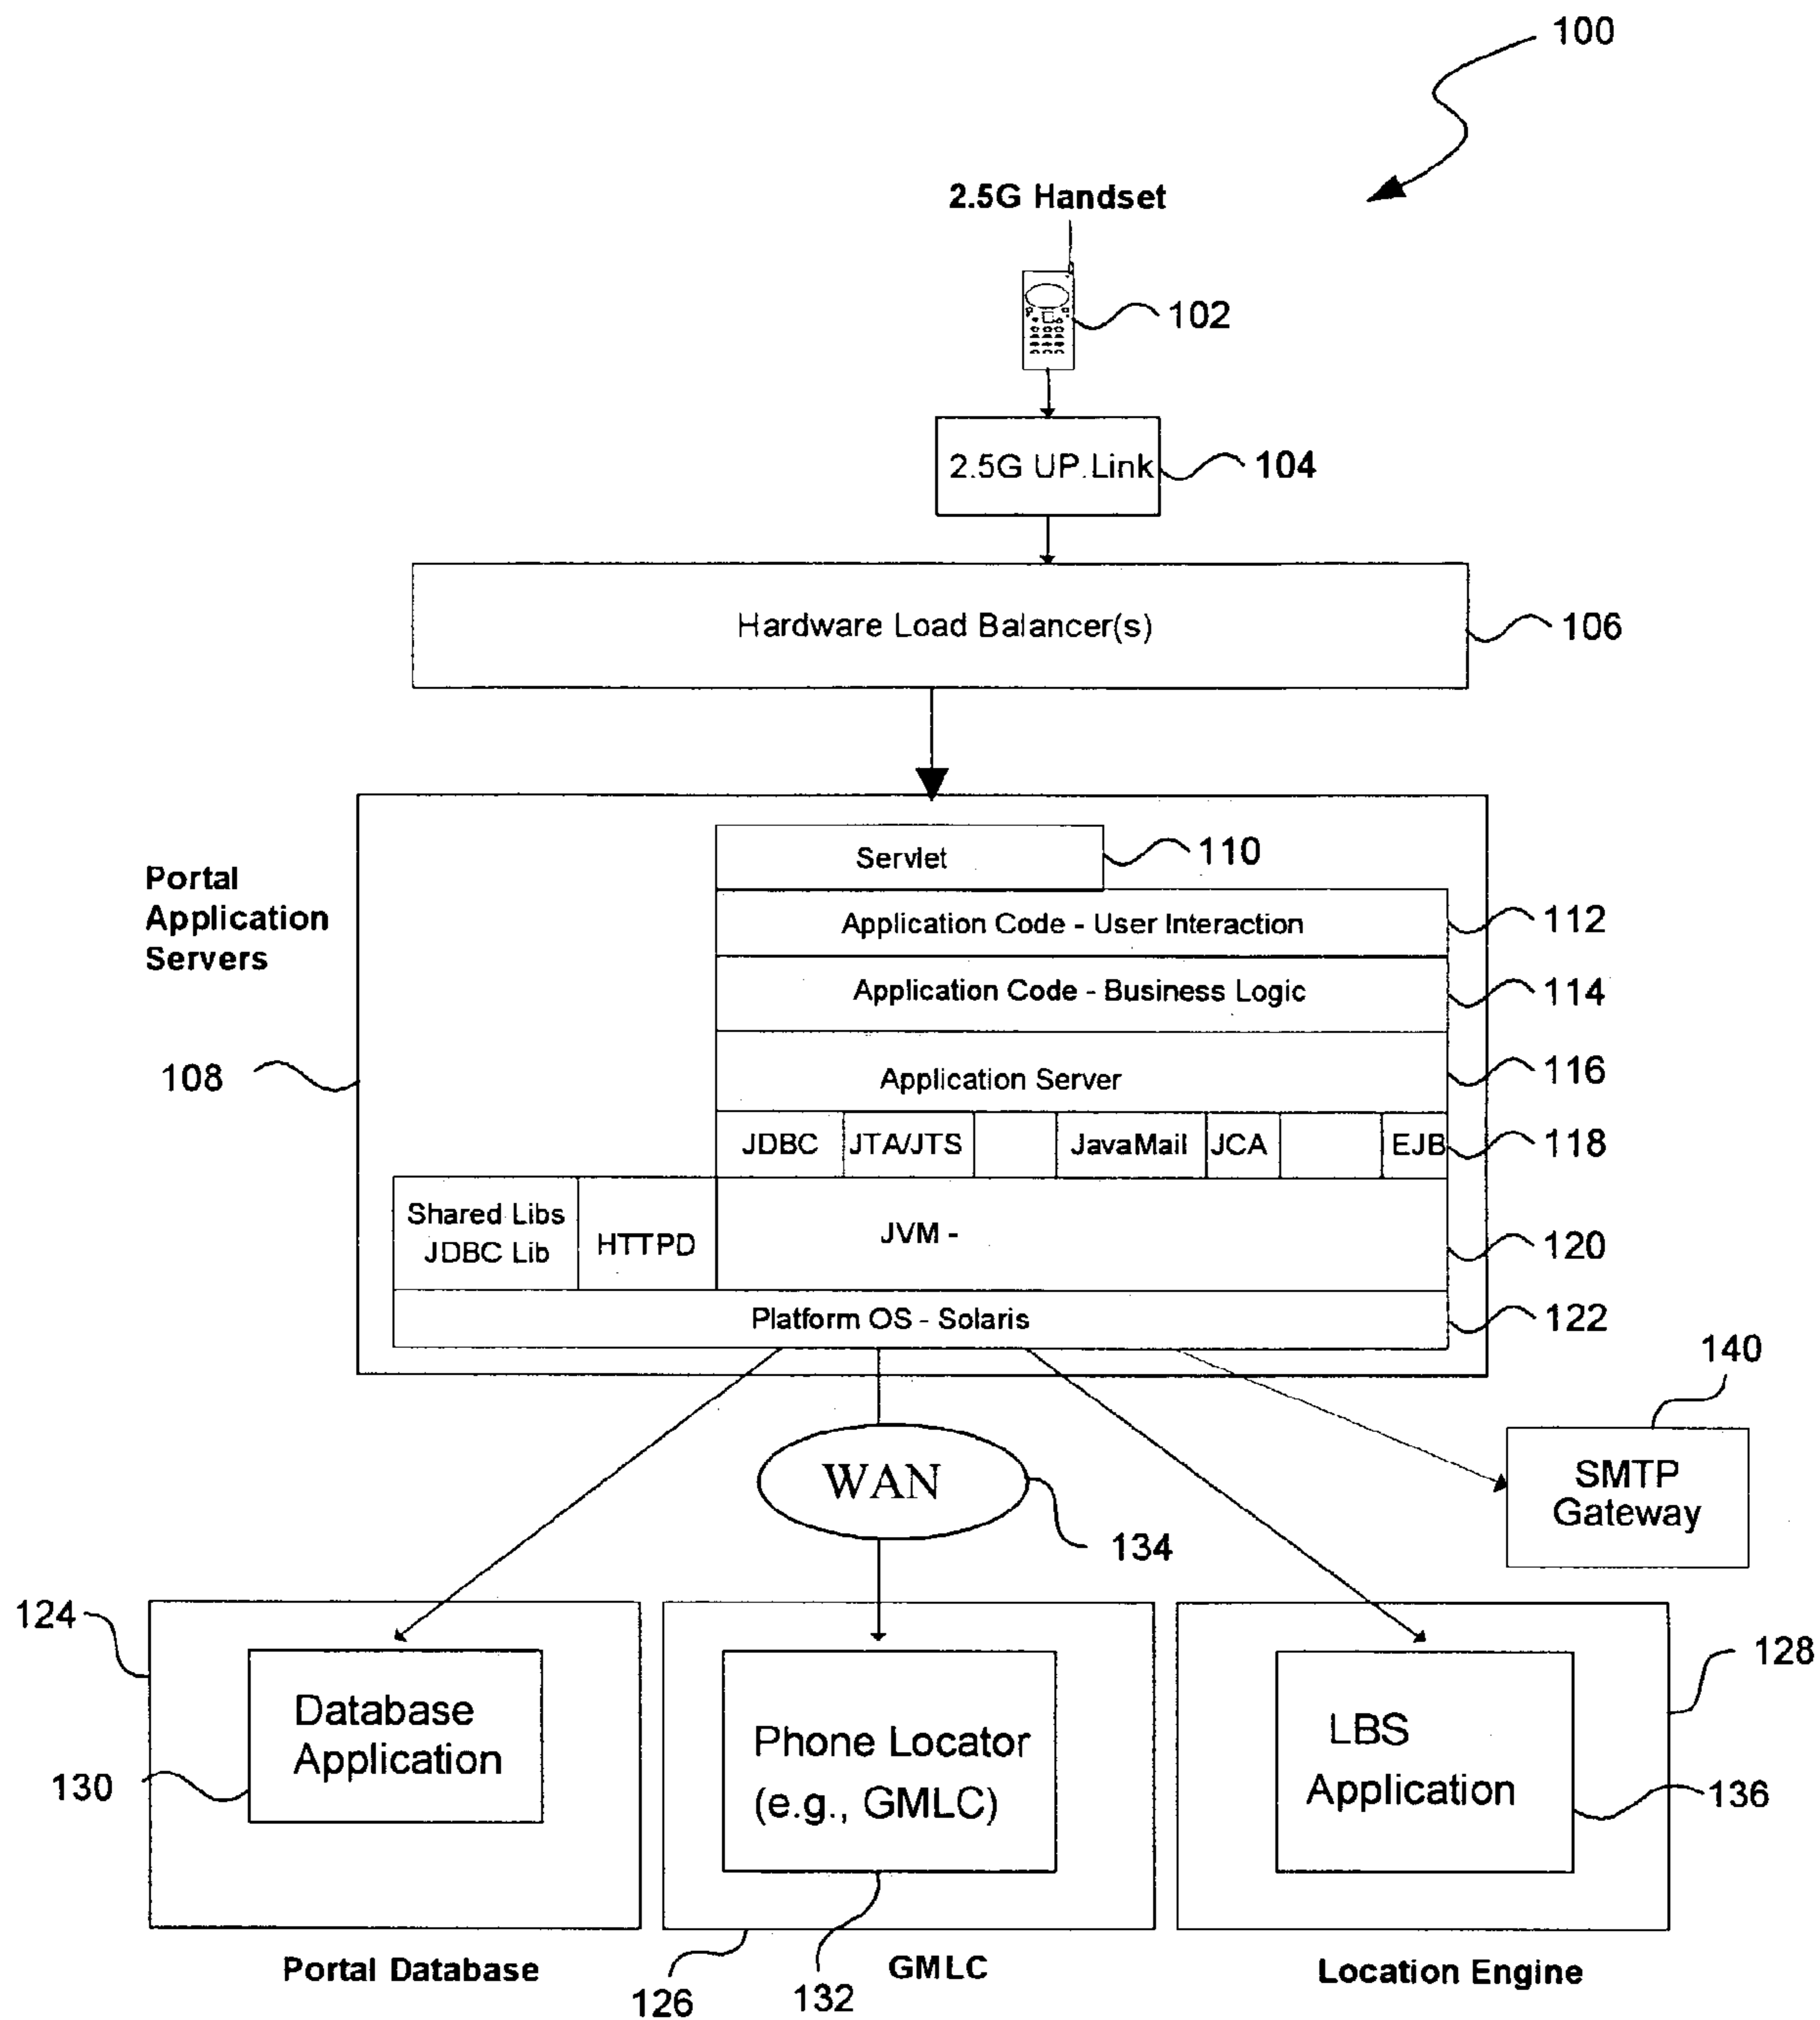 100
2.5G Handset
102
2.5G UP.Link
104
Hardware Load Balancer(s)
106
Portal
Application
Servers
108
Servlet
110
Application Code - User Interaction
112
Application Code - Business Logic
114
Application Server
116
JDBC
JTA/JTS
JavaMail
JCA
EJB
118
Shared Libs
JDBC Lib
HTTPD
JVM -
120
Platform OS - Solaris
122
140
SMTP
Gateway
WAN
134
124
Database
Application
130
Phone Locator
(e.g., GMLC)
LBS
Application
128
136
Portal Database
GMLC
Location Engine
126
132